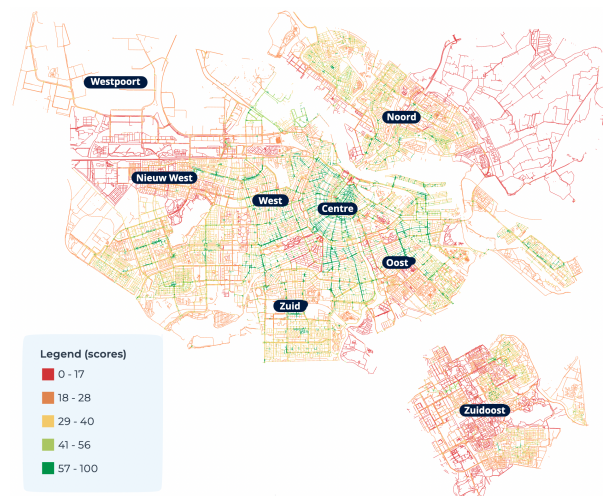 Westpoort
Noord
Nieuw West
West
Centre
Oost
Zuid
Legend (scores)
0 - 17
18 - 28
29 - 40
41 - 56
57 - 100
Zuidoost